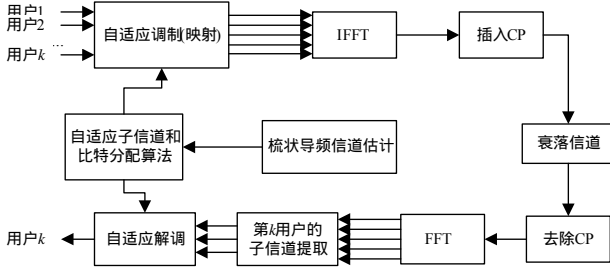 用户1
用户2
…
用户k
自适应调制(映射)
IFFT
插入CP
自适应子信道和
比特分配算法
梳状导频信道估计
衰落信道
用户k
自适应解调
第k用户的
子信道提取
FFT
去除CP